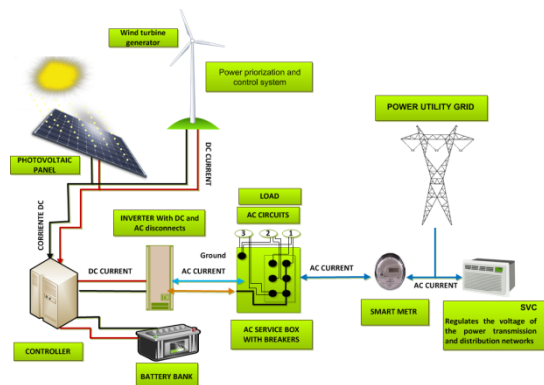 Wind turbine
generator
Power priorization and
control system
POWER UTILITY GRID
PHOTOVOLTAIC
PANEL
DC CURRENT
CORRIENTE DC
INVERTER With DC and
AC disconnects
LOAD
AC CIRCUITS
3
2
1
Ground
DC CURRENT
AC CURRENT
AC CURRENT
AC CURRENT
SMART METR
SVC
Regulates the voltage of
the power transmission
and distribution networks
AC SERVICE BOX
WITH BREAKERS
CONTROLLER
BATTERY BANK